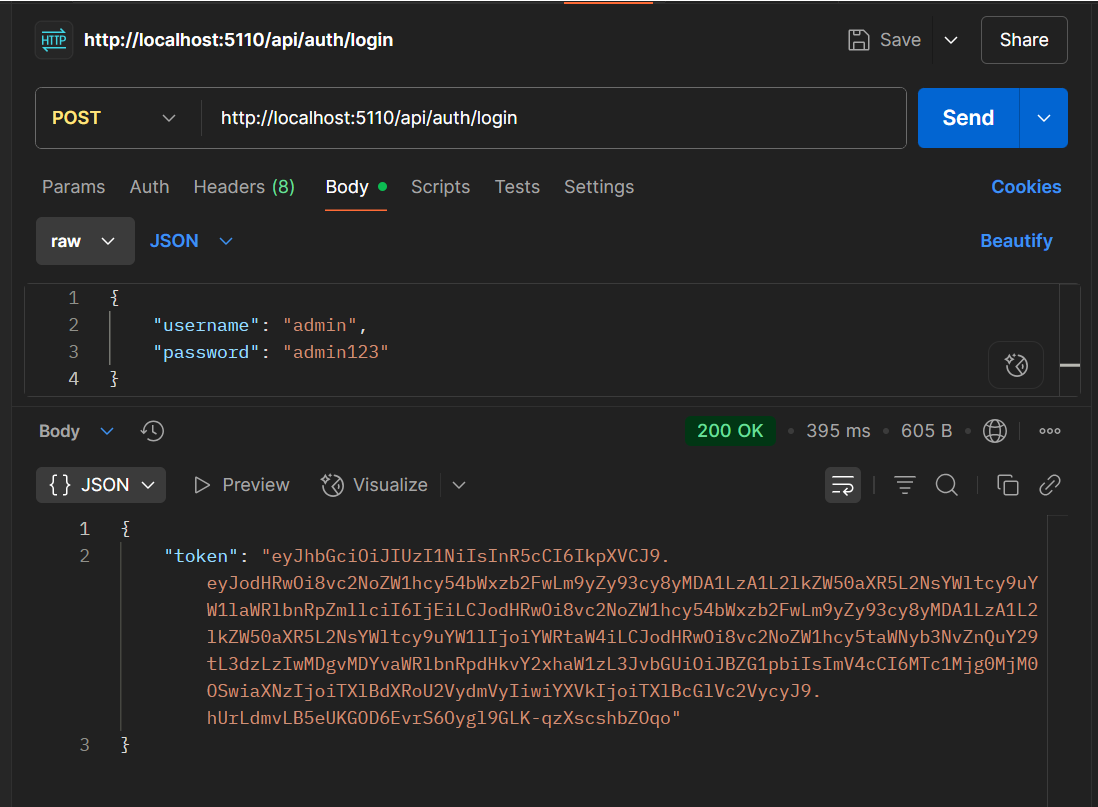 HTTP http://localhost:5110/api/auth/login Save Share
POST http://localhost:5110/api/auth/login Send
Params Auth Headers (8) Body Scripts Tests Settings Cookies
raw JSON Beautify
1 {
2 "username": "admin",
3 "password": "admin123"
4 }
Body 200 OK • 395 ms • 605 B •
{} JSON Preview Visualize
1 {
2 "token": "eyJhbGciOiJIUzI1NiIsInR5cCI6IkpXVCJ9.
eyJodHRwOi8vc2NoZW1hcy54bWxzb2FwLm9yZy93cy8yMDA1LzA1L2lkZW50aXR5L2NsYWltcy9uY
W1laWRlbnRpZmllciI6IjEiLCJodHRwOi8vc2NoZW1hcy54bWxzb2FwLm9yZy93cy8yMDA1LzA1L2
lkZW50aXR5L2NsYWltcy9uYW1lIjoiYWRtaW4iLCJodHRwOi8vc2NoZW1hcy5taWNyb3NvZnQuY29
tL3dzLzIwMDgvMDYvaWRlbnRpdHkvY2xhaW1zL3JvbGUiOiJBZG1pbiIsImV4cCI6MTc1Mjg0MjM0
OSwiaXNzIjoiTXlBdXRoU2VydmVyIiwiYXVkIjoiTXlBcGlVc2VycyJ9.
hUrLdmvLB5eUKGOD6EvrS6Oygl9GLK-qzXscshbZOqo"
3 }